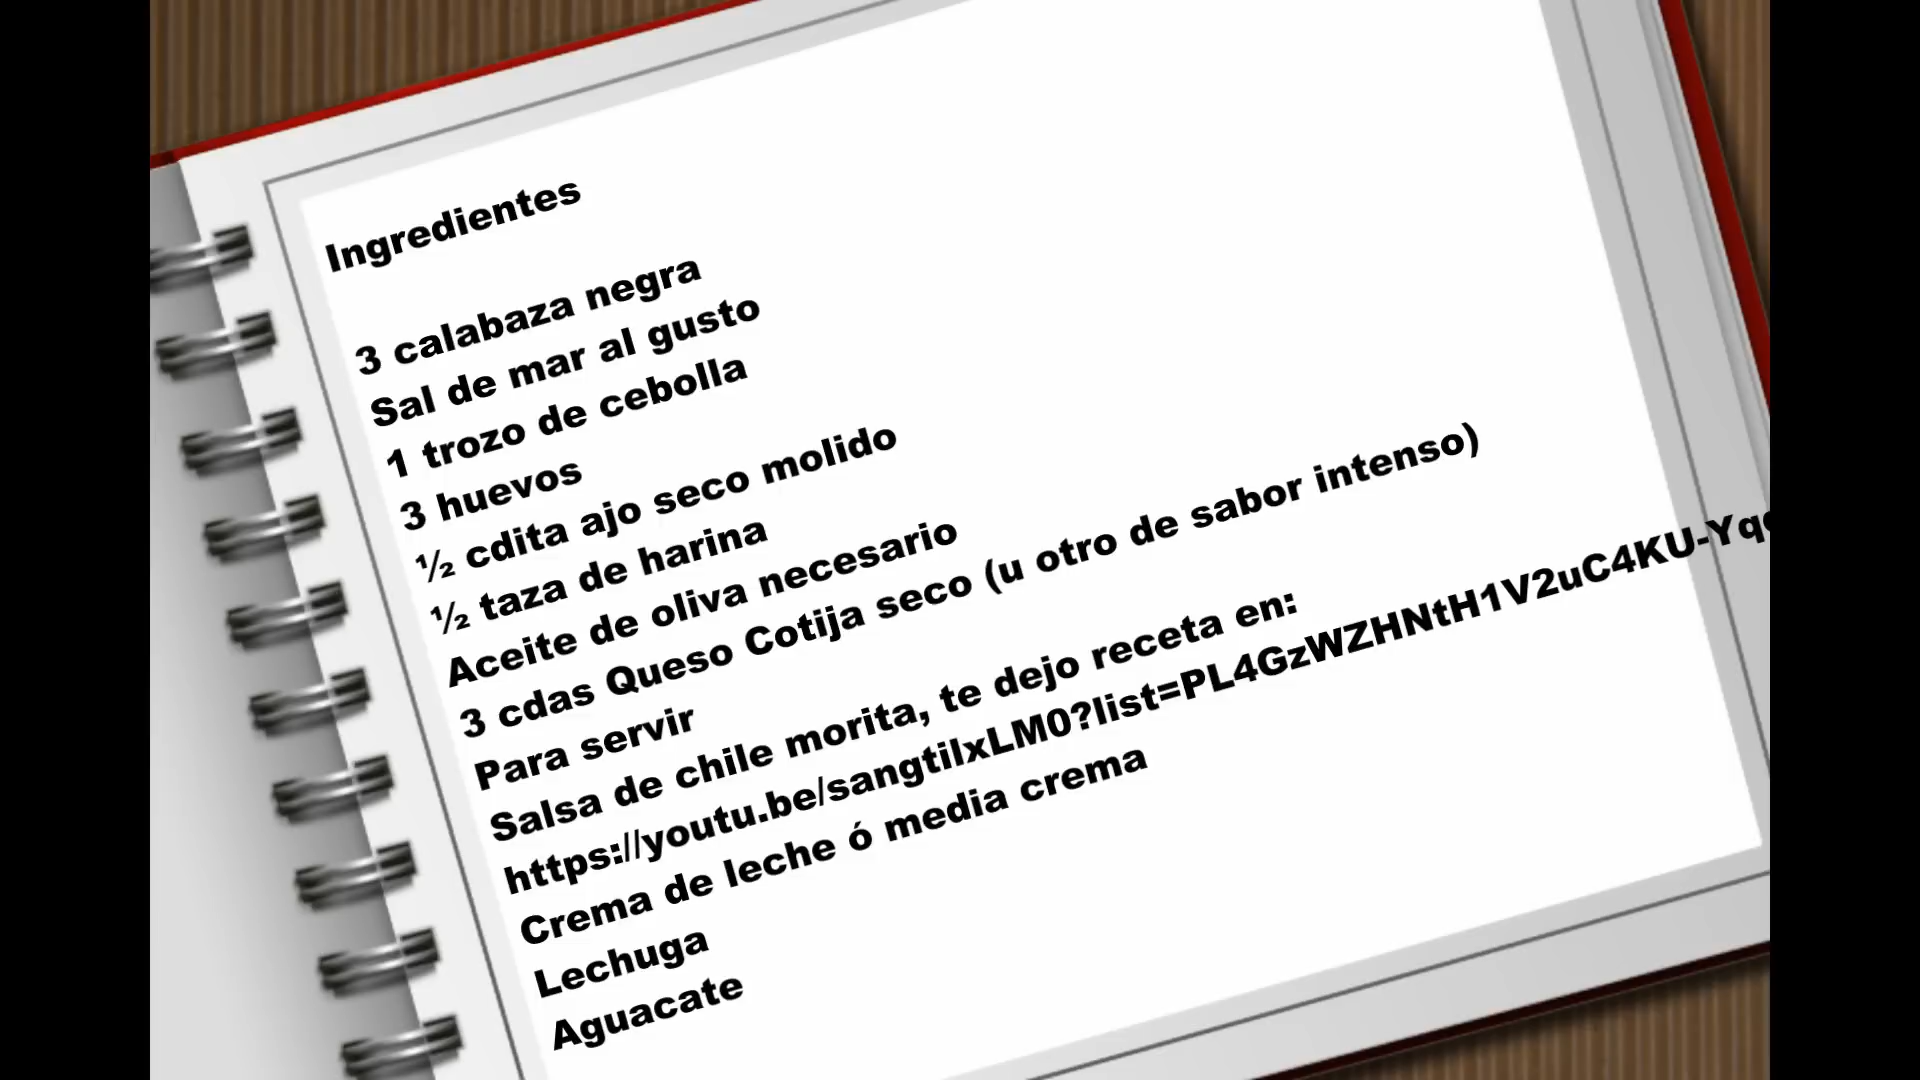 Ingredientes
3 calabaza negra
Sal de mar al gusto
1 trozo de cebolla
3 huevos
½ cdita ajo seco molido
½ taza de harina
Aceite de oliva necesario
3 cdas Queso Cotija seco (u otro de sabor intenso)
Para servir
Salsa de chile morita, te dejo receta en:
https://youtu.be/sangtilxLM0?list=PL4GzWZHNtH1V2uC4KU-Yq
Crema de leche ó media crema
Lechuga
Aguacate